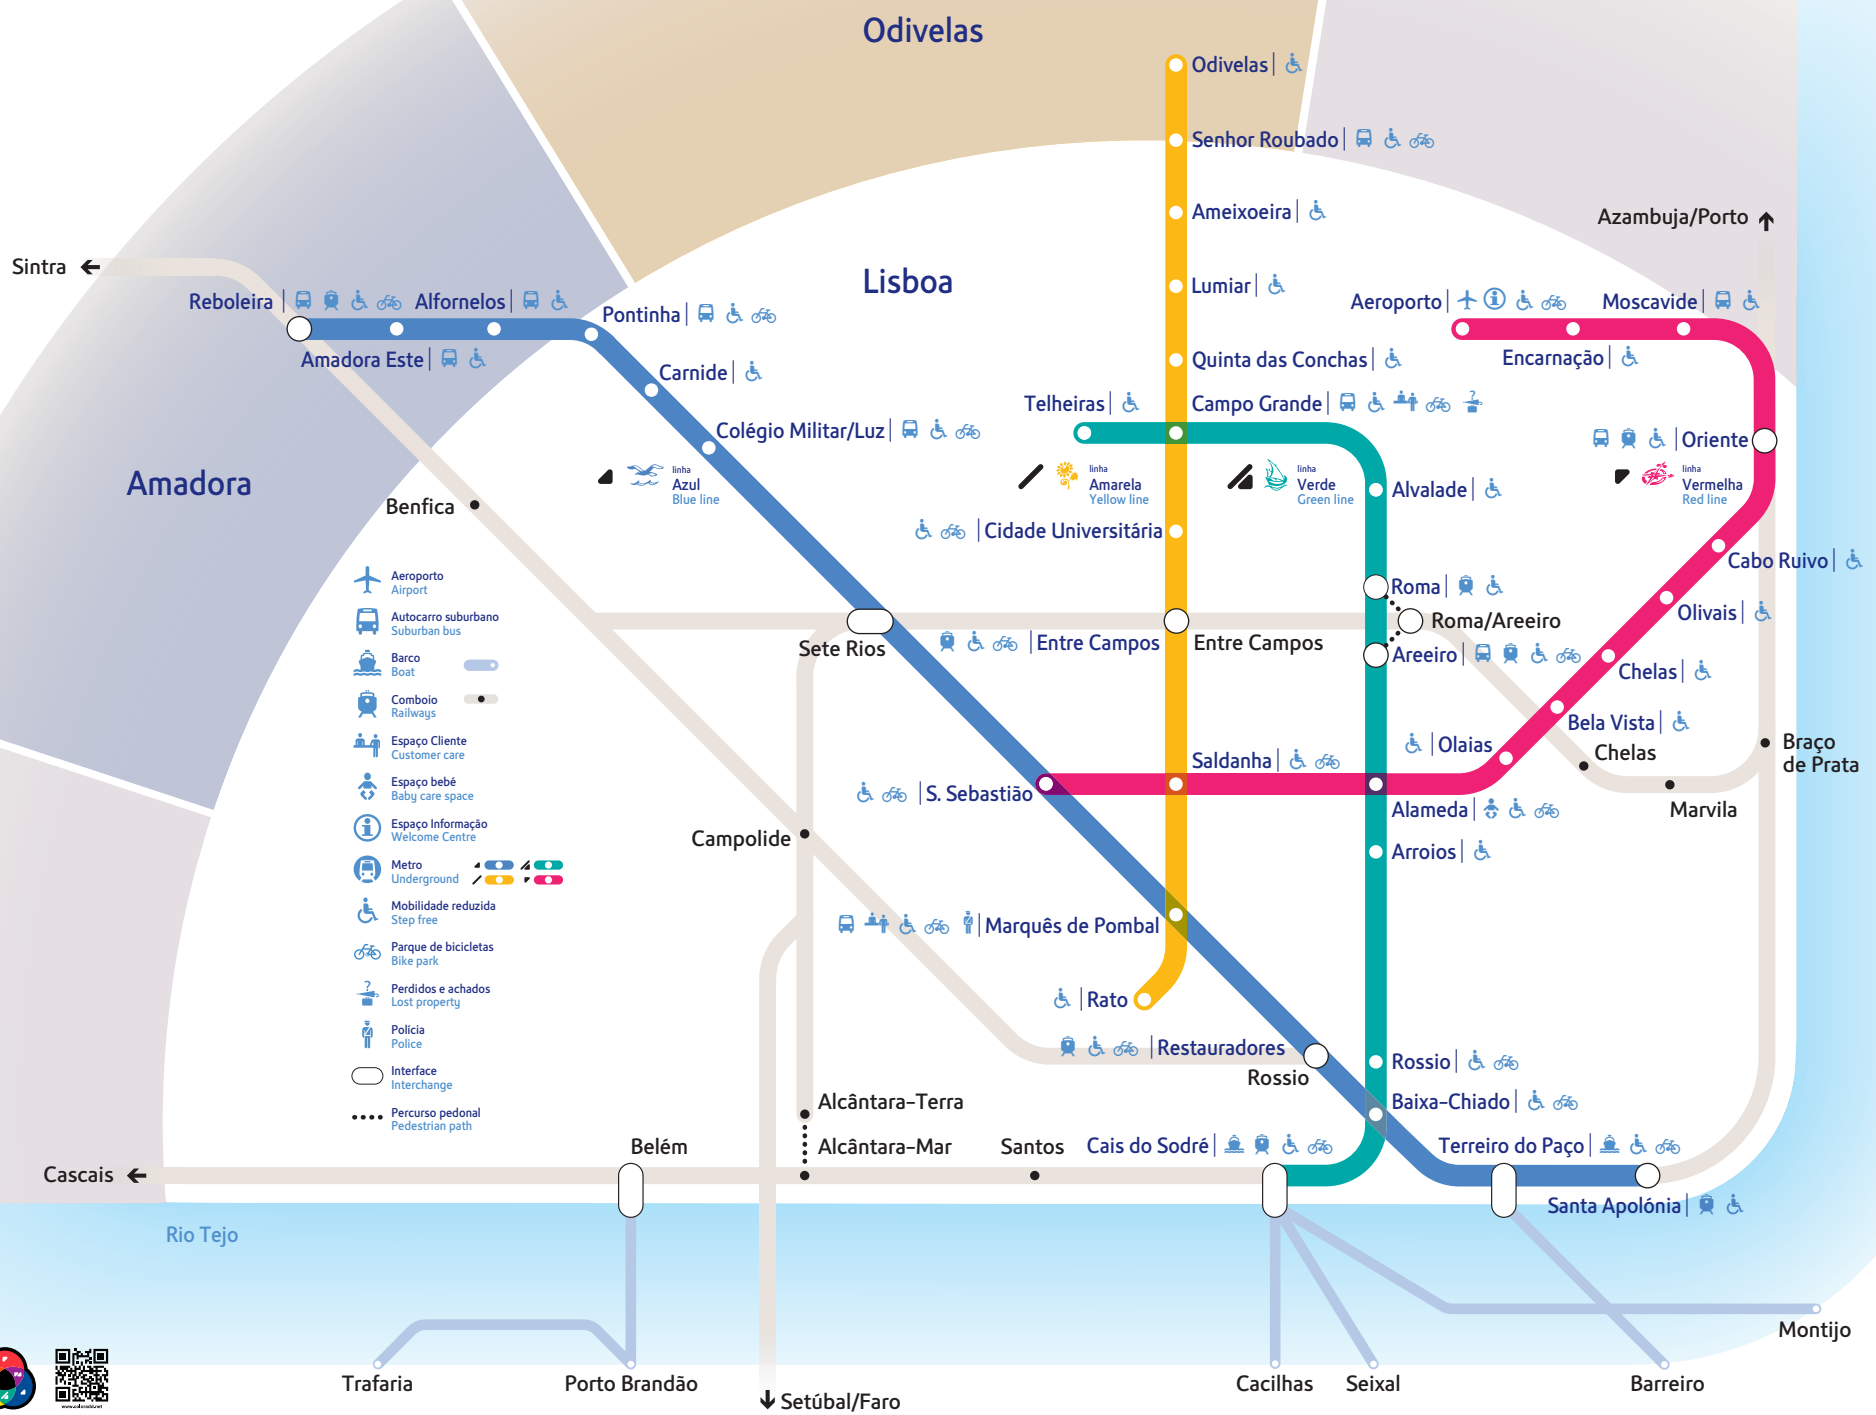 Odivelas
Odivelas
Senhor Roubado
Ameixoeira
Azambuja/Porto
Sintra
Lisboa
Lumiar
Reboleira
Alfornelos
Pontinha
Aeroporto
Moscavide
Amadora Este
Encarnação
Quinta das Conchas
Carnide
Telheiras
Campo Grande
Colégio Militar/Luz
Oriente
Amadora
linha
Azul
Blue line
linha
Amarela
Yellow line
linha
Verde
Green line
Alvalade
linha
Vermelha
Red line
Benfica
Cidade Universitária
Cabo Ruivo
Roma
Olivais
Roma/Areeiro
Sete Rios
Entre Campos
Entre Campos
Areeiro
Chelas
Bela Vista
Olaias
Chelas
Braço
de Prata
Saldanha
S. Sebastião
Alameda
Marvila
Campolide
Arroios
Marquês de Pombal
Rato
Restauradores
Rossio
Rossio
Baixa-Chiado
Alcântara-Terra
Alcântara-Mar
Santos
Cais do Sodré
Terreiro do Paço
Belém
Cascais
Santa Apolónia
Rio Tejo
Aeroporto
Airport
Autocarro suburbano
Suburban bus
Barco
Boat
Comboio
Railways
Espaço Cliente
Customer care
Espaço bebé
Baby care space
Espaço Informação
Welcome Centre
Metro
Underground
Mobilidade reduzida
Step free
Parque de bicicletas
Bike park
Perdidos e achados
Lost property
Polícia
Police
Interface
Interchange
Percurso pedonal
Pedestrian path
Montijo
Trafaria
Porto Brandão
Cacilhas
Seixal
Barreiro
Setúbal/Faro
www.coloradd.net